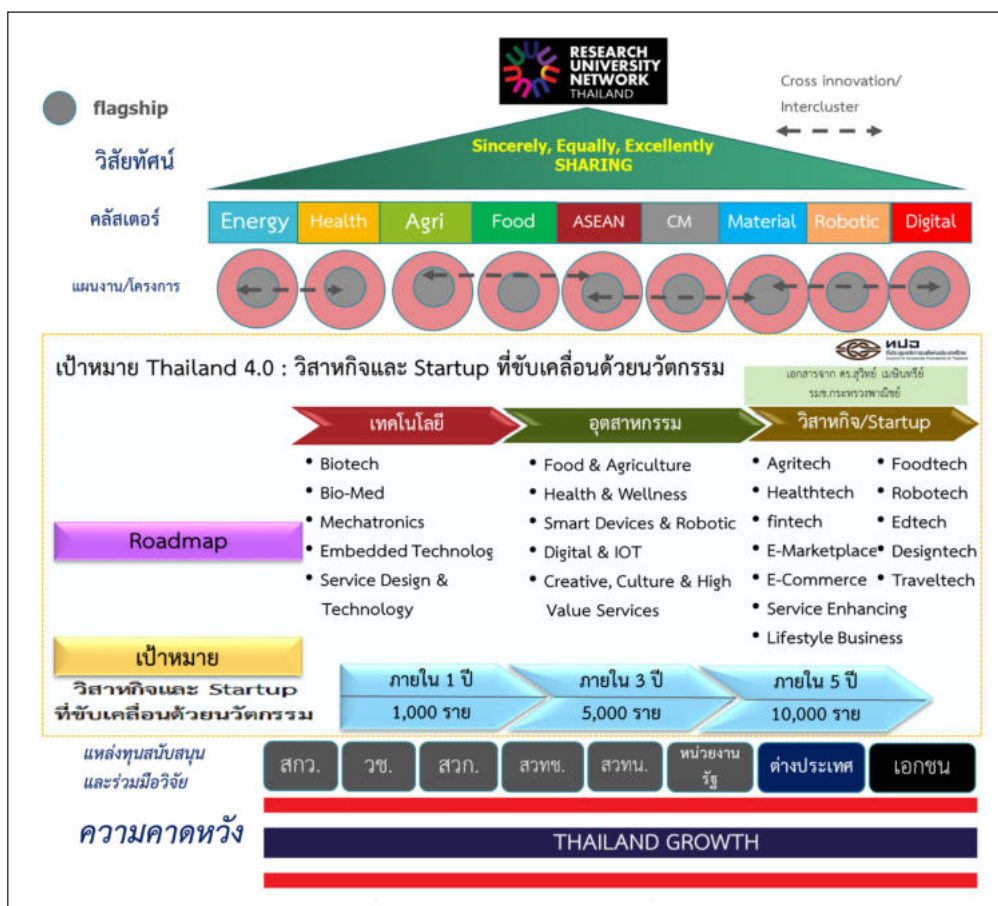 RESEARCH
UNIVERSITY
NETWORK
THAILAND
Cross innovation/
Intercluster
flagship
วิสัยทัศน์
Sincerely, Equally, Excellently
SHARING
คลัสเตอร์
Energy
Health
Agri
Food
ASEAN
CM
Material
Robotic
Digital
แผนงาน/โครงการ
ทปอ
เป้าหมาย Thailand 4.0 : วิสาหกิจและ Startup ที่ขับเคลื่อนด้วยนวัตกรรม
เอกสารจาก ดร.สุวิทย์ เมษินทรีย์
รมช.กระทรวงพาณิชย์
เทคโนโลยี
อุตสาหกรรม
วิสาหกิจ/Startup
Roadmap
• Biotech
• Bio-Med
• Mechatronics
• Embedded Technolog
• Service Design &
Technology
• Food & Agriculture
• Health & Wellness
• Smart Devices & Robotic
• Digital & IOT
• Creative, Culture & High
Value Services
• Agritech
• Healthtech
• fintech
• E-Marketplace
• E-Commerce
• Service Enhancing
• Lifestyle Business
• Foodtech
• Robotech
• Edtech
• Designtech
• Traveltech
เป้าหมาย
วิสาหกิจและ Startup
ที่ขับเคลื่อนด้วยนวัตกรรม
ภายใน 1 ปี
1,000 ราย
ภายใน 3 ปี
5,000 ราย
ภายใน 5 ปี
10,000 ราย
แหล่งทุนสนับสนุน
และร่วมมือวิจัย
สกว.
วช.
สวก.
สวทช.
สวทน.
หน่วยงาน
รัฐ
ต่างประเทศ
เอกชน
ความคาดหวัง
THAILAND GROWTH